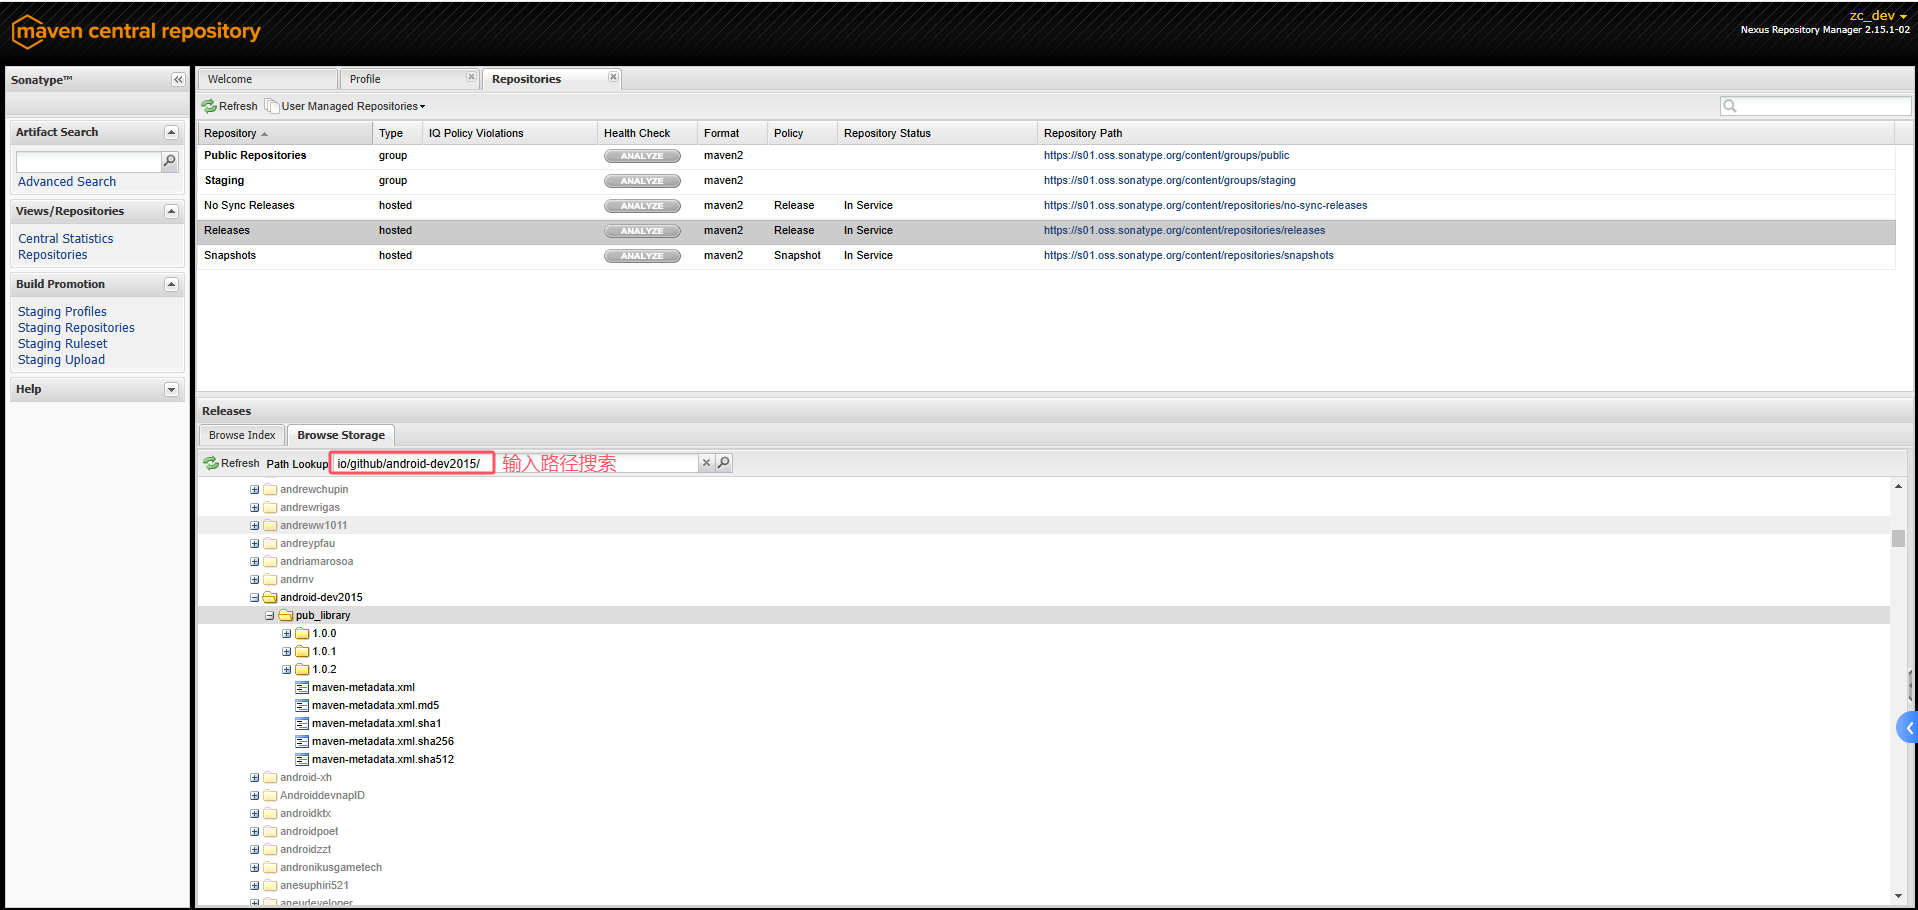 maven central repository
zc_dev
Nexus Repository Manager 2.15.1-02
Sonatype™
Welcome
Profile
Repositories
Refresh
User Managed Repositories
Artifact Search
Advanced Search
Views/Repositories
Central Statistics
Repositories
Build Promotion
Staging Profiles
Staging Repositories
Staging Ruleset
Staging Upload
Help
Repository Type IQ Policy Violations Health Check Format Policy Repository Status Repository Path
Public Repositories group ANALYZE maven2 https://s01.oss.sonatype.org/content/groups/public
Staging group ANALYZE maven2 https://s01.oss.sonatype.org/content/groups/staging
No Sync Releases hosted ANALYZE maven2 Release In Service https://s01.oss.sonatype.org/content/repositories/no-sync-releases
Releases hosted ANALYZE maven2 Release In Service https://s01.oss.sonatype.org/content/repositories/releases
Snapshots hosted ANALYZE maven2 Snapshot In Service https://s01.oss.sonatype.org/content/repositories/snapshots
Releases
Browse Index
Browse Storage
Refresh Path Lookup io/github/android-dev2015/ 输入路径搜索
andrewchupin
andrewrigas
andreww1011
andreypfau
andriamarosoa
andrnv
android-dev2015
pub_library
1.0.0
1.0.1
1.0.2
maven-metadata.xml
maven-metadata.xml.md5
maven-metadata.xml.sha1
maven-metadata.xml.sha256
maven-metadata.xml.sha512
android-xh
AndroiddevnapID
androidktx
androidpoet
androidzzt
andronikusgametech
anesuphiri521
aneudeveloper